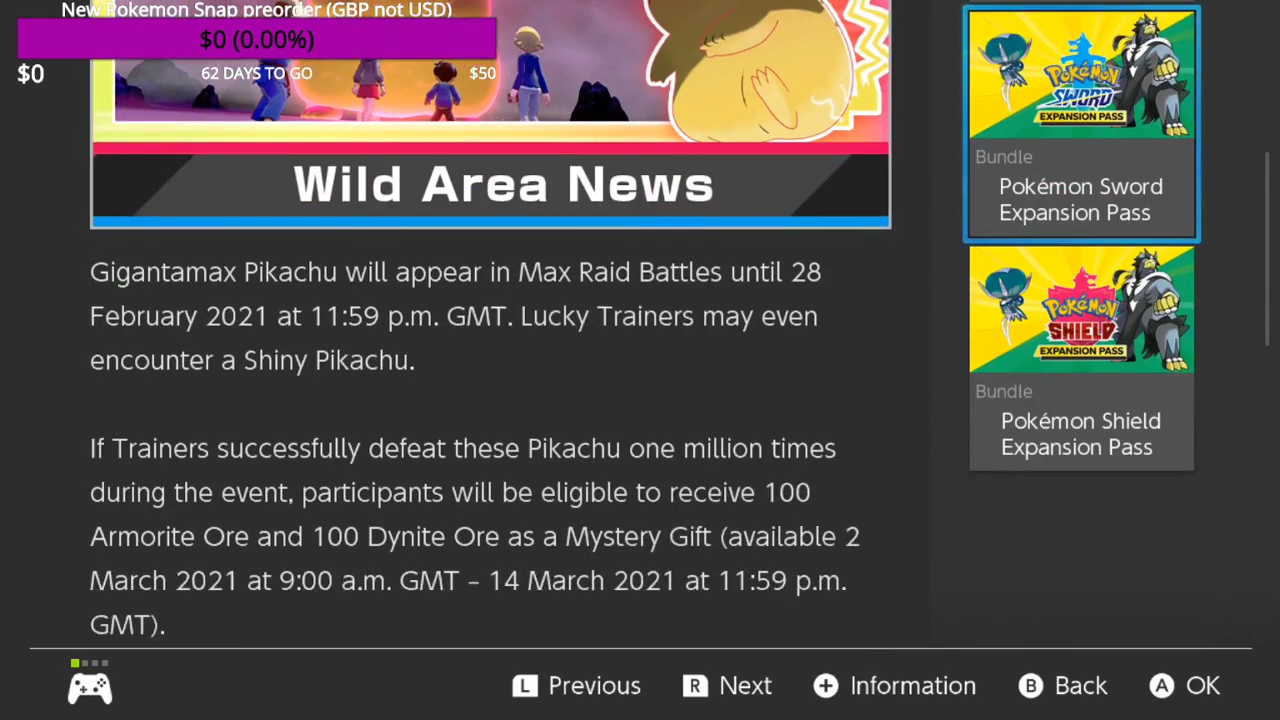 New Pokemon Snap preorder (GBP not USD)
$0 (0.00%)
$0
62 DAYS TO GO
$50
Wild Area News
Gigantamax Pikachu will appear in Max Raid Battles until 28
February 2021 at 11:59 p.m. GMT. Lucky Trainers may even
encounter a Shiny Pikachu.
If Trainers successfully defeat these Pikachu one million times
during the event, participants will be eligible to receive 100
Armorite Ore and 100 Dynite Ore as a Mystery Gift (available 2
March 2021 at 9:00 a.m. GMT – 14 March 2021 at 11:59 p.m.
GMT).
POKÉMON
SWORD
EXPANSION PASS
Bundle
Pokémon Sword
Expansion Pass
POKÉMON
SHIELD
EXPANSION PASS
Bundle
Pokémon Shield
Expansion Pass
L Previous
R Next
+ Information
B Back
A OK